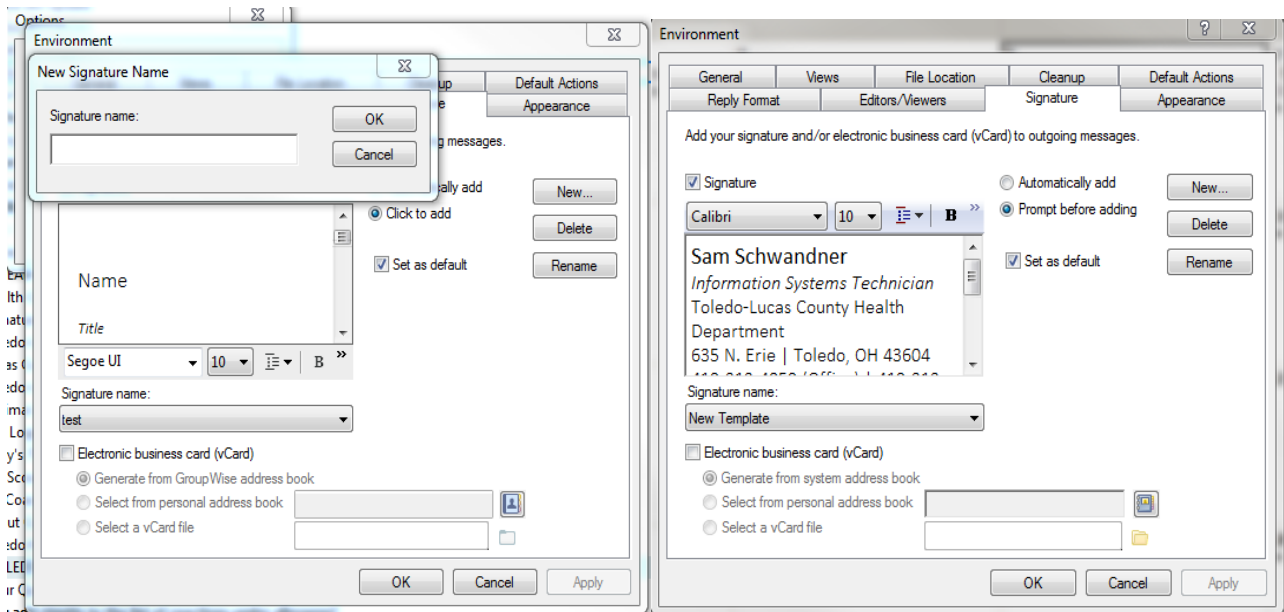 Options
Environment
New Signature Name
Signature name:
OK
Cancel
Default Actions
Appearance
messages.
ally add
Click to add
New...
Delete
Set as default
Rename
Name
Title
Segoe UI
10
B
Signature name:
test
Electronic business card (vCard)
Generate from GroupWise address book
Select from personal address book
Select a vCard file
OK
Cancel
Apply
Environment
General
Views
File Location
Cleanup
Default Actions
Reply Format
Editors/Viewers
Signature
Appearance
Add your signature and/or electronic business card (vCard) to outgoing messages.
Signature
Automatically add
New...
Calibri
10
B
Prompt before adding
Delete
Set as default
Rename
Sam Schwandner
Information Systems Technician
Toledo-Lucas County Health
Department
635 N. Erie | Toledo, OH 43604
Signature name:
New Template
Electronic business card (vCard)
Generate from system address book
Select from personal address book
Select a vCard file
OK
Cancel
Apply